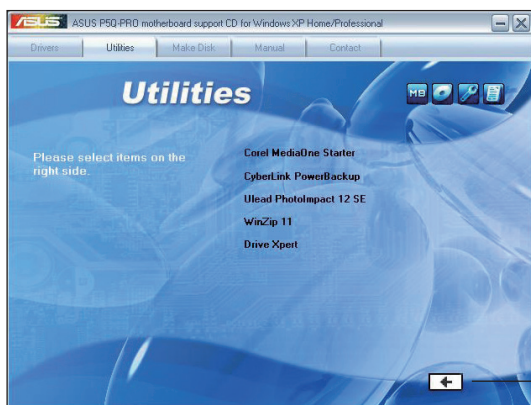 ASUS ASUS P5Q-PRO motherboard support CD for Windows XP Home/Professional
Drivers Utilities Make Disk Manual Contact
Utilities
MB
Please select items on the
right side.
Corel MediaOne Starter
CyberLink PowerBackup
Ulead PhotoImpact 12 SE
WinZip 11
Drive Xpert